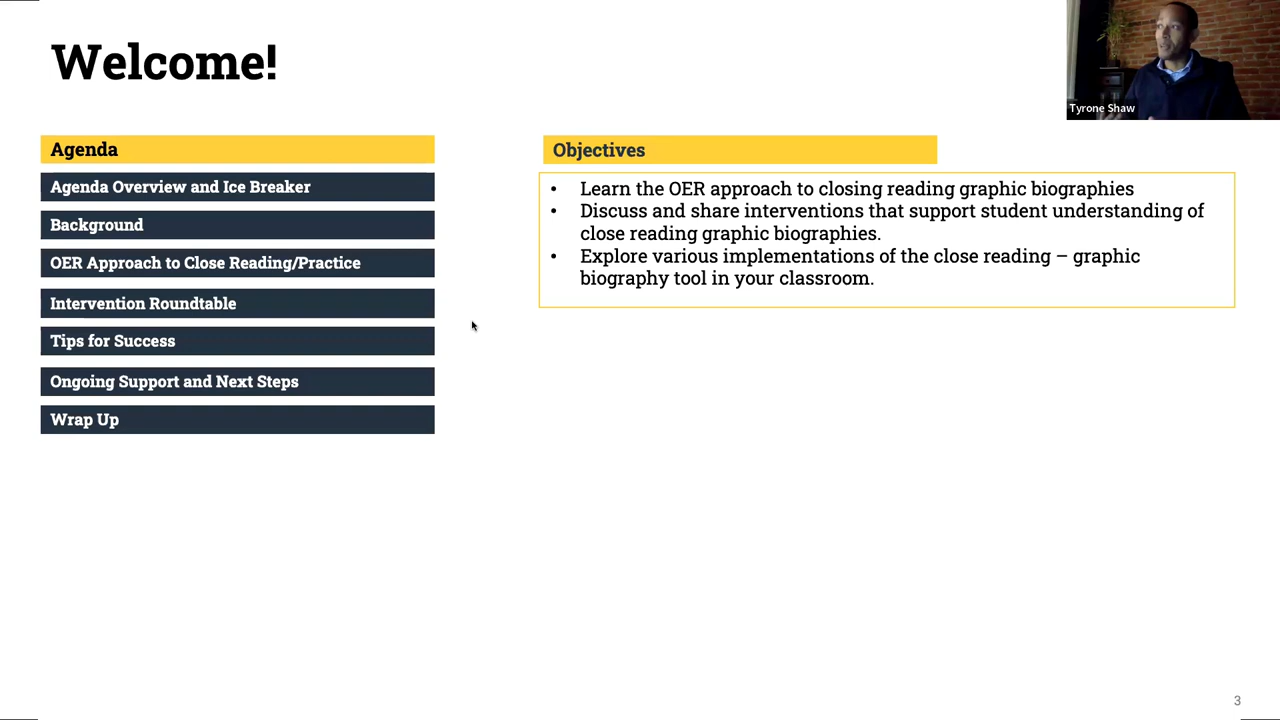 Welcome!
Tyrone Shaw
Agenda
Agenda Overview and Ice Breaker
Background
OER Approach to Close Reading/Practice
Intervention Roundtable
Tips for Success
Ongoing Support and Next Steps
Wrap Up
Objectives
• Learn the OER approach to closing reading graphic biographies
• Discuss and share interventions that support student understanding of
close reading graphic biographies.
• Explore various implementations of the close reading – graphic
biography tool in your classroom.
3